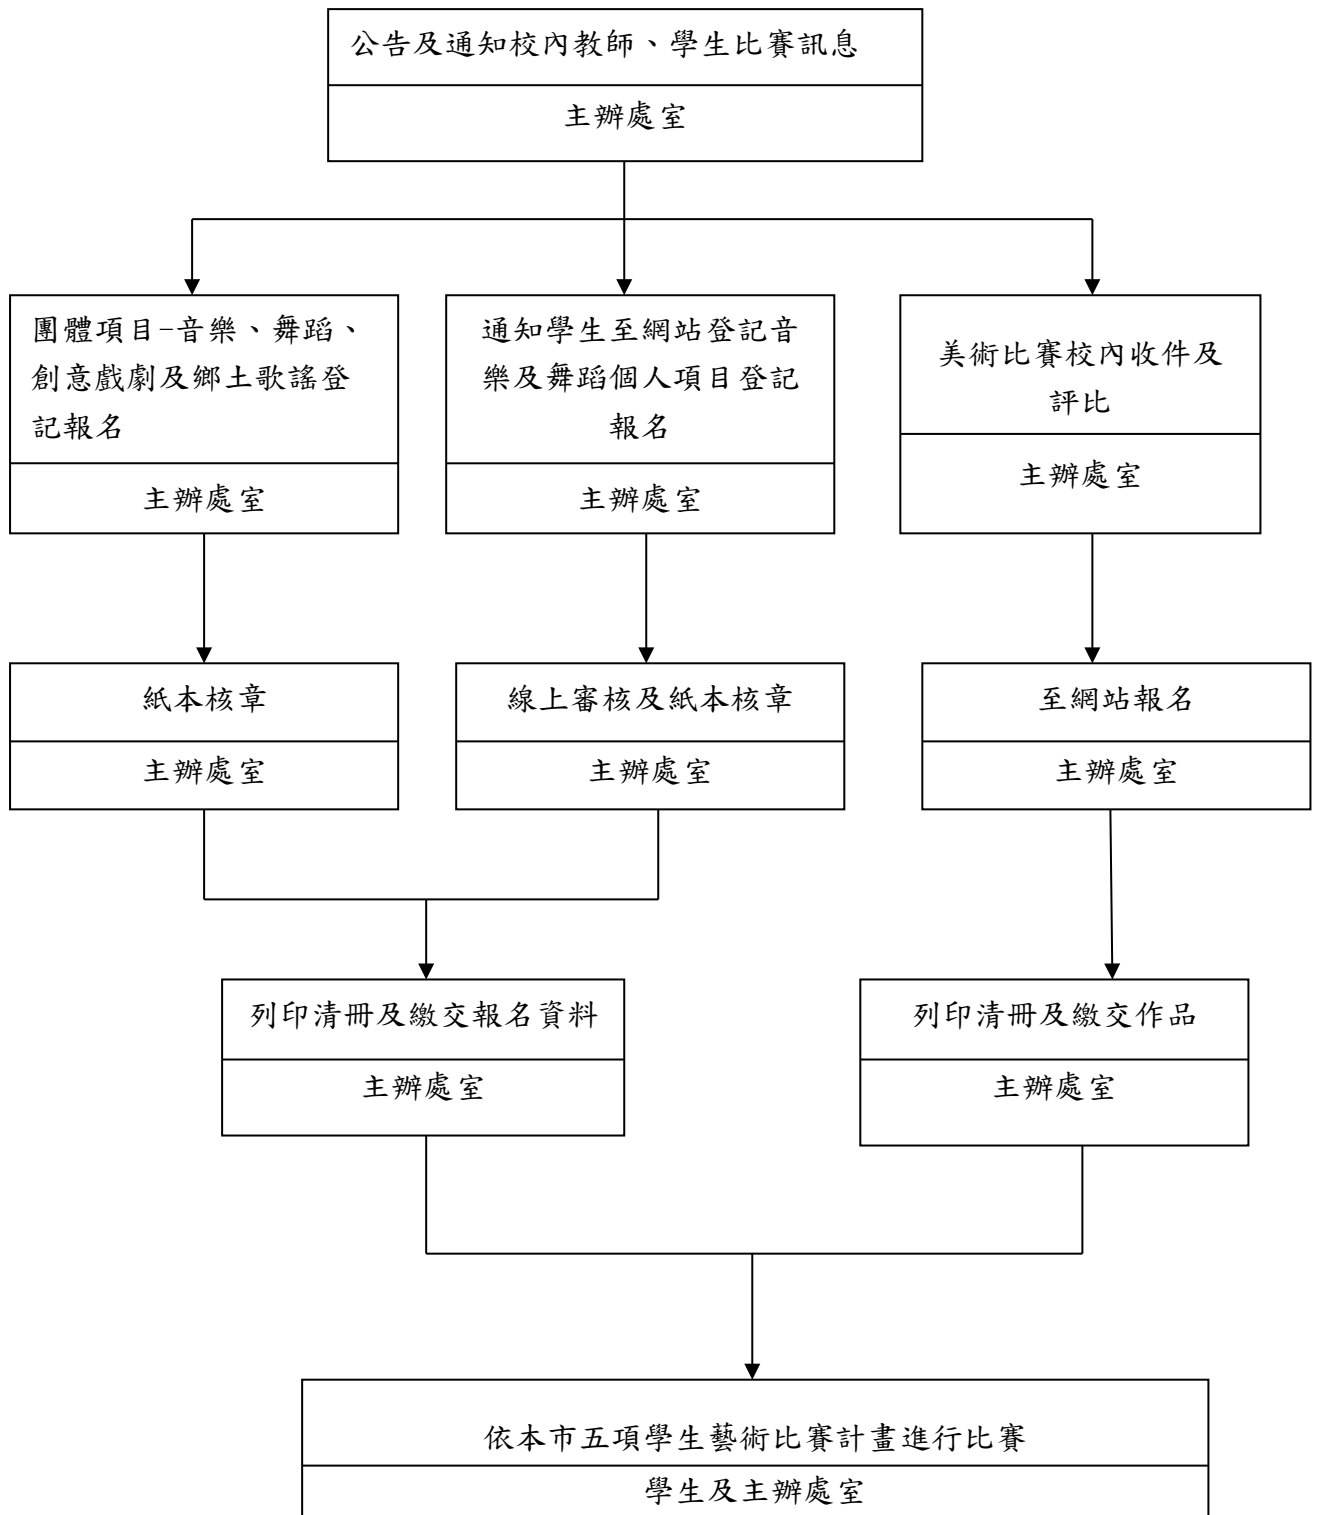 公告及通知校內教師、學生比賽訊息
主辦處室
團體項目-音樂、舞蹈、
創意戲劇及鄉土歌謠登
記報名
主辦處室
通知學生至網站登記音
樂及舞蹈個人項目登記
報名
主辦處室
美術比賽校內收件及
評比
主辦處室
紙本核章
主辦處室
線上審核及紙本核章
主辦處室
至網站報名
主辦處室
列印清冊及繳交報名資料
主辦處室
列印清冊及繳交作品
主辦處室
依本市五項學生藝術比賽計畫進行比賽
學生及主辦處室